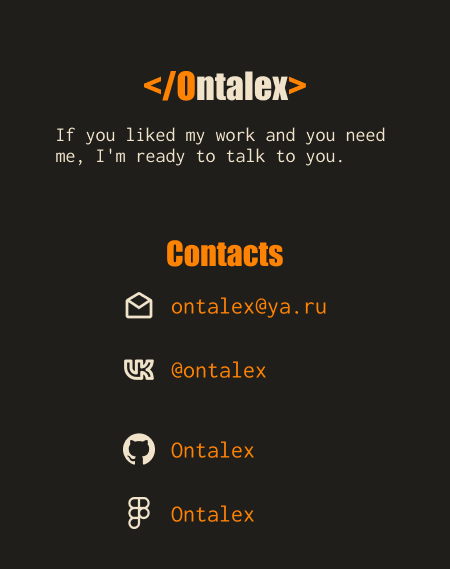 </Ontalex>
If you liked my work and you need
me, I'm ready to talk to you.
Contacts
ontalex@ya.ru
@ontalex
Ontalex
Ontalex